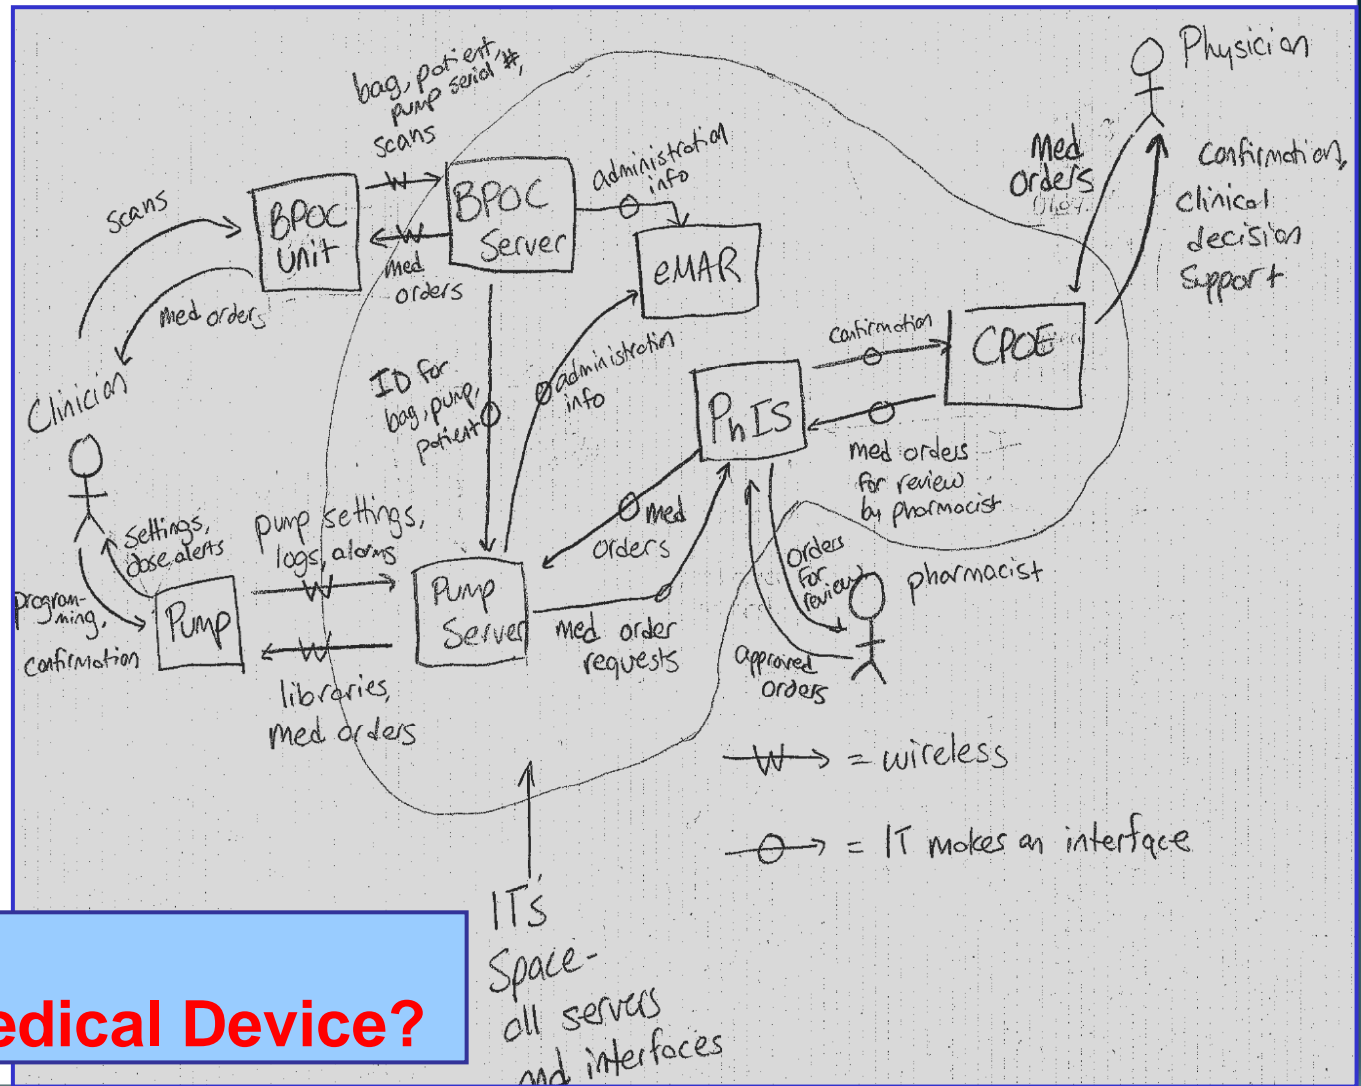 bag, patient,
pump serial #,
scans
scans
BPOC
Unit
W
W
med
orders
BPOC
Server
administration
info
eMAR
Physician
Med
Orders
Confirmation,
clinical
decision
support
med orders
Clinician
ID for
bag, pump,
patient
administration
info
PhIS
confirmation
CPOE
med orders
for review
by pharmacist
settings,
dose alerts
program-
ming,
confirmation
Pump
pump settings,
logs, alarms
W
W
libraries,
med orders
Pump
Server
med
orders
med order
requests
Orders
for
review
approved
orders
pharmacist
W = wireless
= IT makes an interface
IT's
Space-
all servers
and interfaces
edical Device?